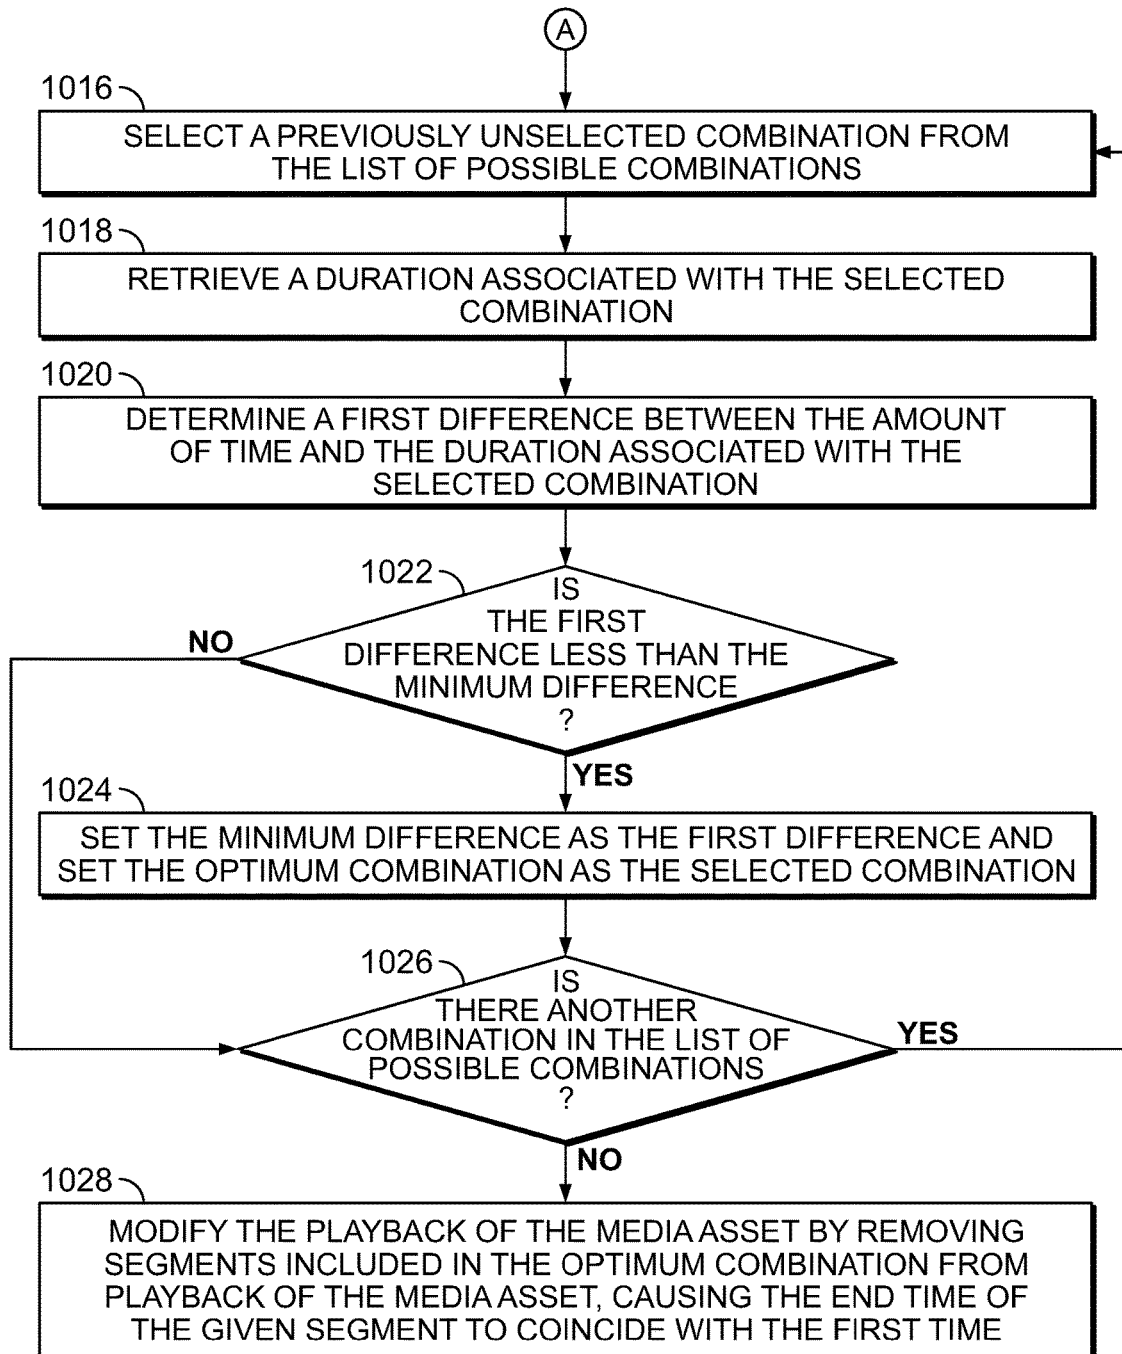 A
1016
SELECT A PREVIOUSLY UNSELECTED COMBINATION FROM
THE LIST OF POSSIBLE COMBINATIONS
1018
RETRIEVE A DURATION ASSOCIATED WITH THE SELECTED
COMBINATION
1020
DETERMINE A FIRST DIFFERENCE BETWEEN THE AMOUNT
OF TIME AND THE DURATION ASSOCIATED WITH THE
SELECTED COMBINATION
1022
IS
THE FIRST
DIFFERENCE LESS THAN THE
MINIMUM DIFFERENCE
?
NO
YES
1024
SET THE MINIMUM DIFFERENCE AS THE FIRST DIFFERENCE AND
SET THE OPTIMUM COMBINATION AS THE SELECTED COMBINATION
1026
IS
THERE ANOTHER
COMBINATION IN THE LIST OF
POSSIBLE COMBINATIONS
?
YES
NO
1028
MODIFY THE PLAYBACK OF THE MEDIA ASSET BY REMOVING
SEGMENTS INCLUDED IN THE OPTIMUM COMBINATION FROM
PLAYBACK OF THE MEDIA ASSET, CAUSING THE END TIME OF
THE GIVEN SEGMENT TO COINCIDE WITH THE FIRST TIME